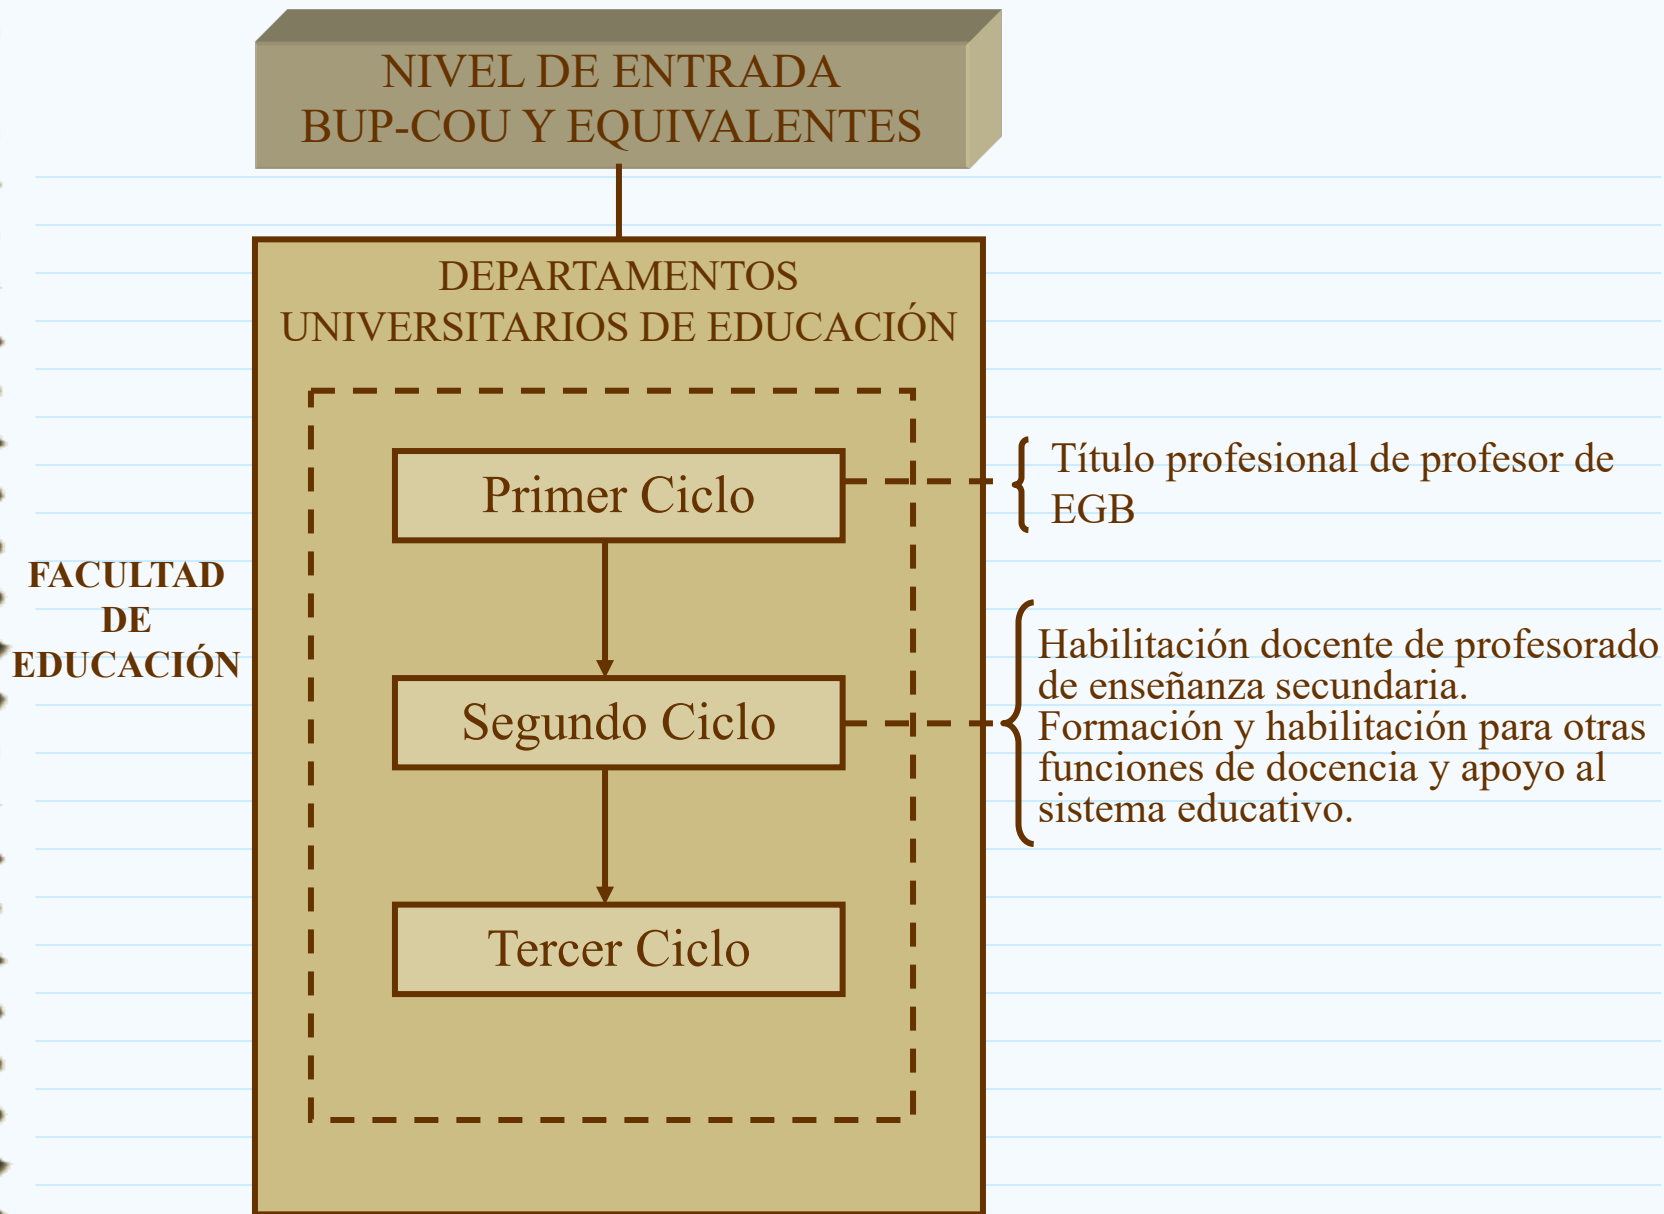 NIVEL DE ENTRADA
BUP-COU Y EQUIVALENTES
DEPARTAMENTOS
UNIVERSITARIOS DE EDUCACIÓN
Primer Ciclo
Título profesional de profesor de
EGB
FACULTAD
DE
EDUCACIÓN
Segundo Ciclo
Habilitación docente de profesorado
de enseñanza secundaria.
Formación y habilitación para otras
funciones de docencia y apoyo al
sistema educativo.
Tercer Ciclo